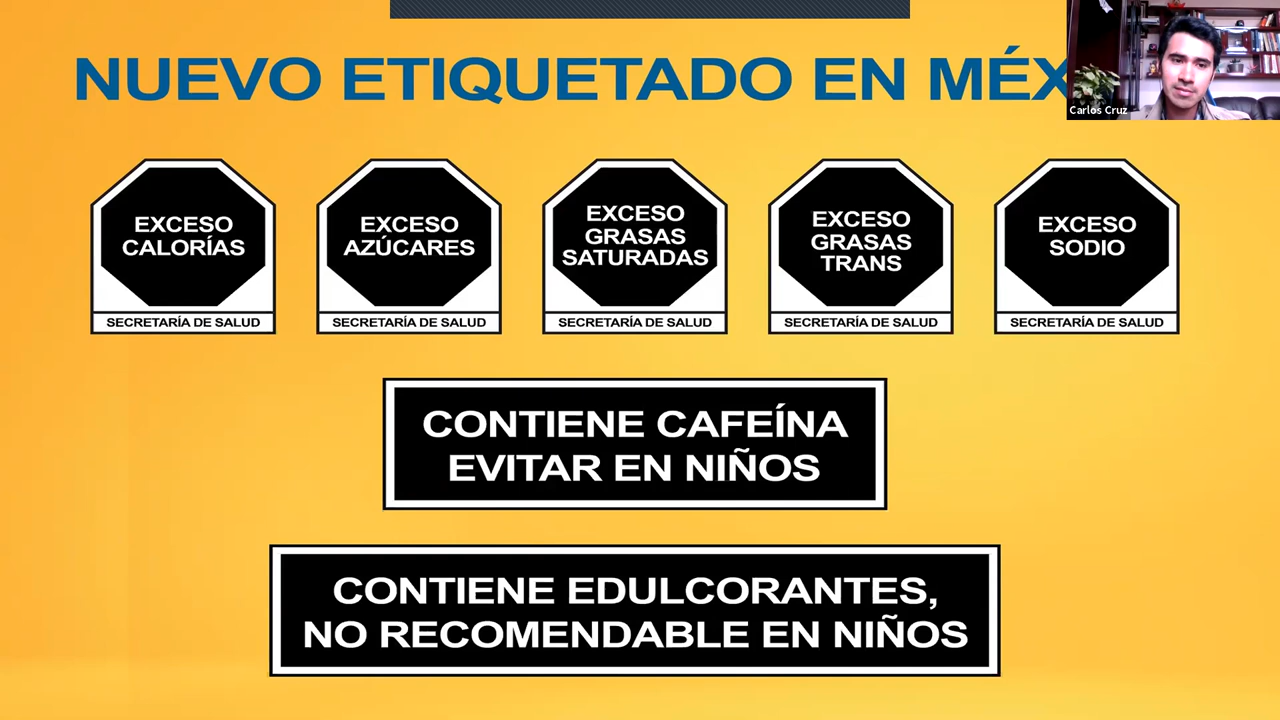 NUEVO ETIQUETADO EN MÉX
Carlos Cruz
EXCESO
CALORÍAS
SECRETARÍA DE SALUD
EXCESO
AZÚCARES
SECRETARÍA DE SALUD
EXCESO
GRASAS
SATURADAS
SECRETARÍA DE SALUD
EXCESO
GRASAS
TRANS
SECRETARÍA DE SALUD
EXCESO
SODIO
SECRETARÍA DE SALUD
CONTIENE CAFEÍNA
EVITAR EN NIÑOS
CONTIENE EDULCORANTES,
NO RECOMENDABLE EN NIÑOS